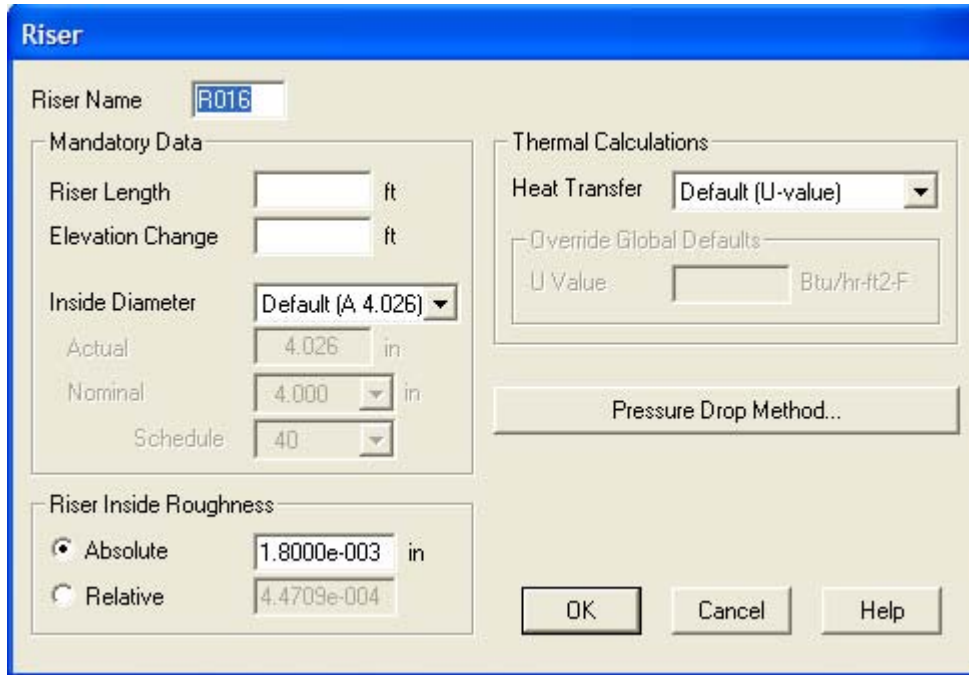 Riser
Riser Name R016
Mandatory Data
Riser Length ft
Elevation Change ft
Inside Diameter Default (A, 4.026)
Actual 4.026 in
Nominal 4.000 in
Schedule 40
Riser Inside Roughness
Absolute 1.8000e-003 in
Relative 4.4709e-004
Thermal Calculations
Heat Transfer Default (U-value)
Override Global Defaults
U Value Btu/hr-ft2-F
Pressure Drop Method...
OK Cancel Help